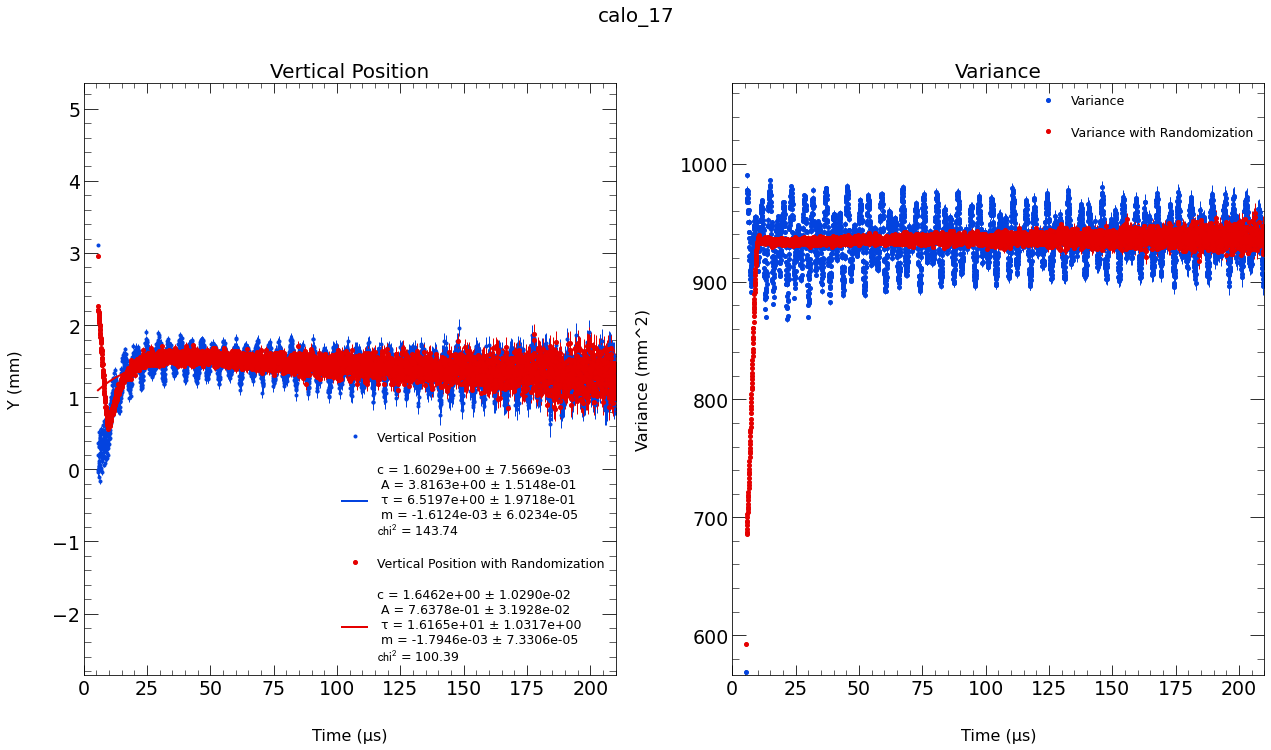 calo_17
Vertical Position
5
4
3
2
1
0
−1
−2
Y (mm)
Vertical Position
c = 1.6029e+00 ± 7.5669e-03
A = 3.8163e+00 ± 1.5148e-01
τ = 6.5197e+00 ± 1.9718e-01
m = -1.6124e-03 ± 6.0234e-05
chi² = 143.74
Vertical Position with Randomization
c = 1.6462e+00 ± 1.0290e-02
A = 7.6378e-01 ± 3.1928e-02
τ = 1.6165e+01 ± 1.0317e+00
m = -1.7946e-03 ± 7.3306e-05
chi² = 100.39
0 25 50 75 100 125 150 175 200
Time (μs)
Variance
Variance
Variance with Randomization
1000
900
800
700
600
Variance (mm^2)
0 25 50 75 100 125 150 175 200
Time (μs)